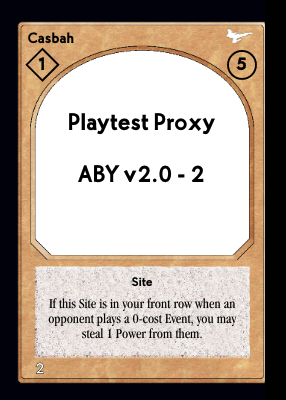 Casbah
1
5
Playtest Proxy
ABY v2.0 - 2
Site
If this Site is in your front row when an
opponent plays a 0-cost Event, you may
steal 1 Power from them.
2